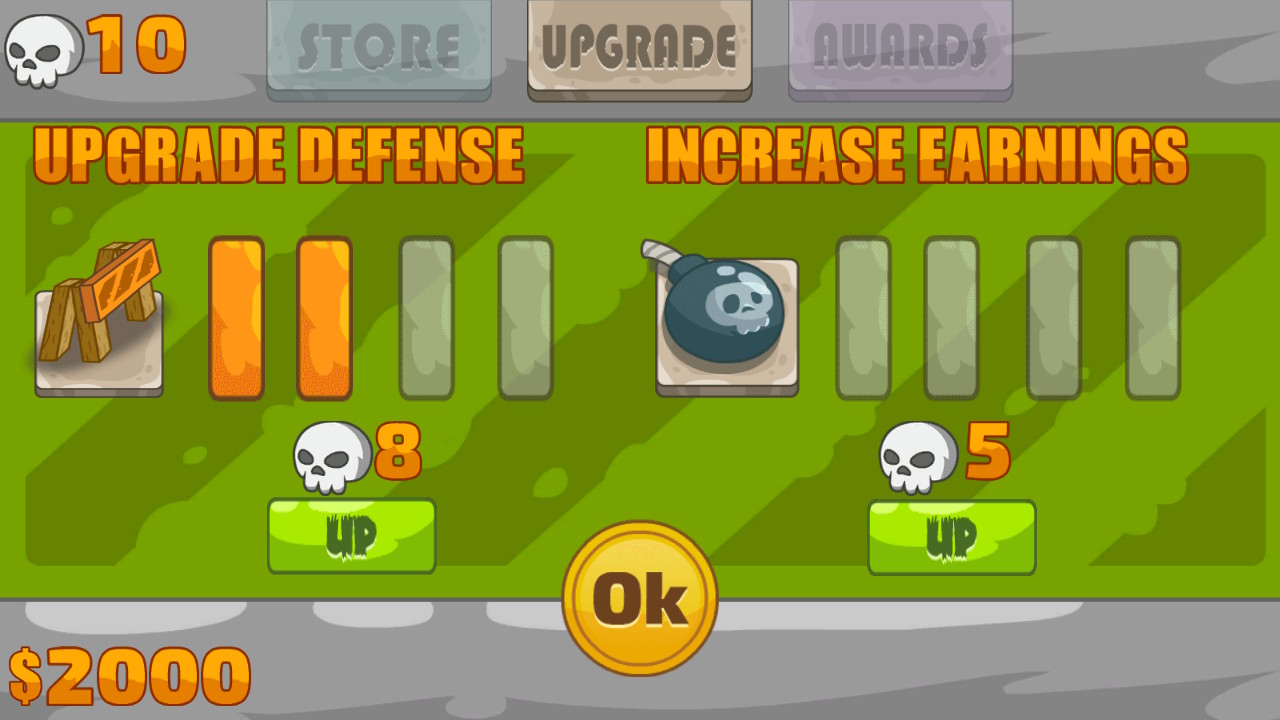 10
STORE
UPGRADE
AWARDS
UPGRADE DEFENSE
INCREASE EARNINGS
8
5
UP
UP
Ok
$2000